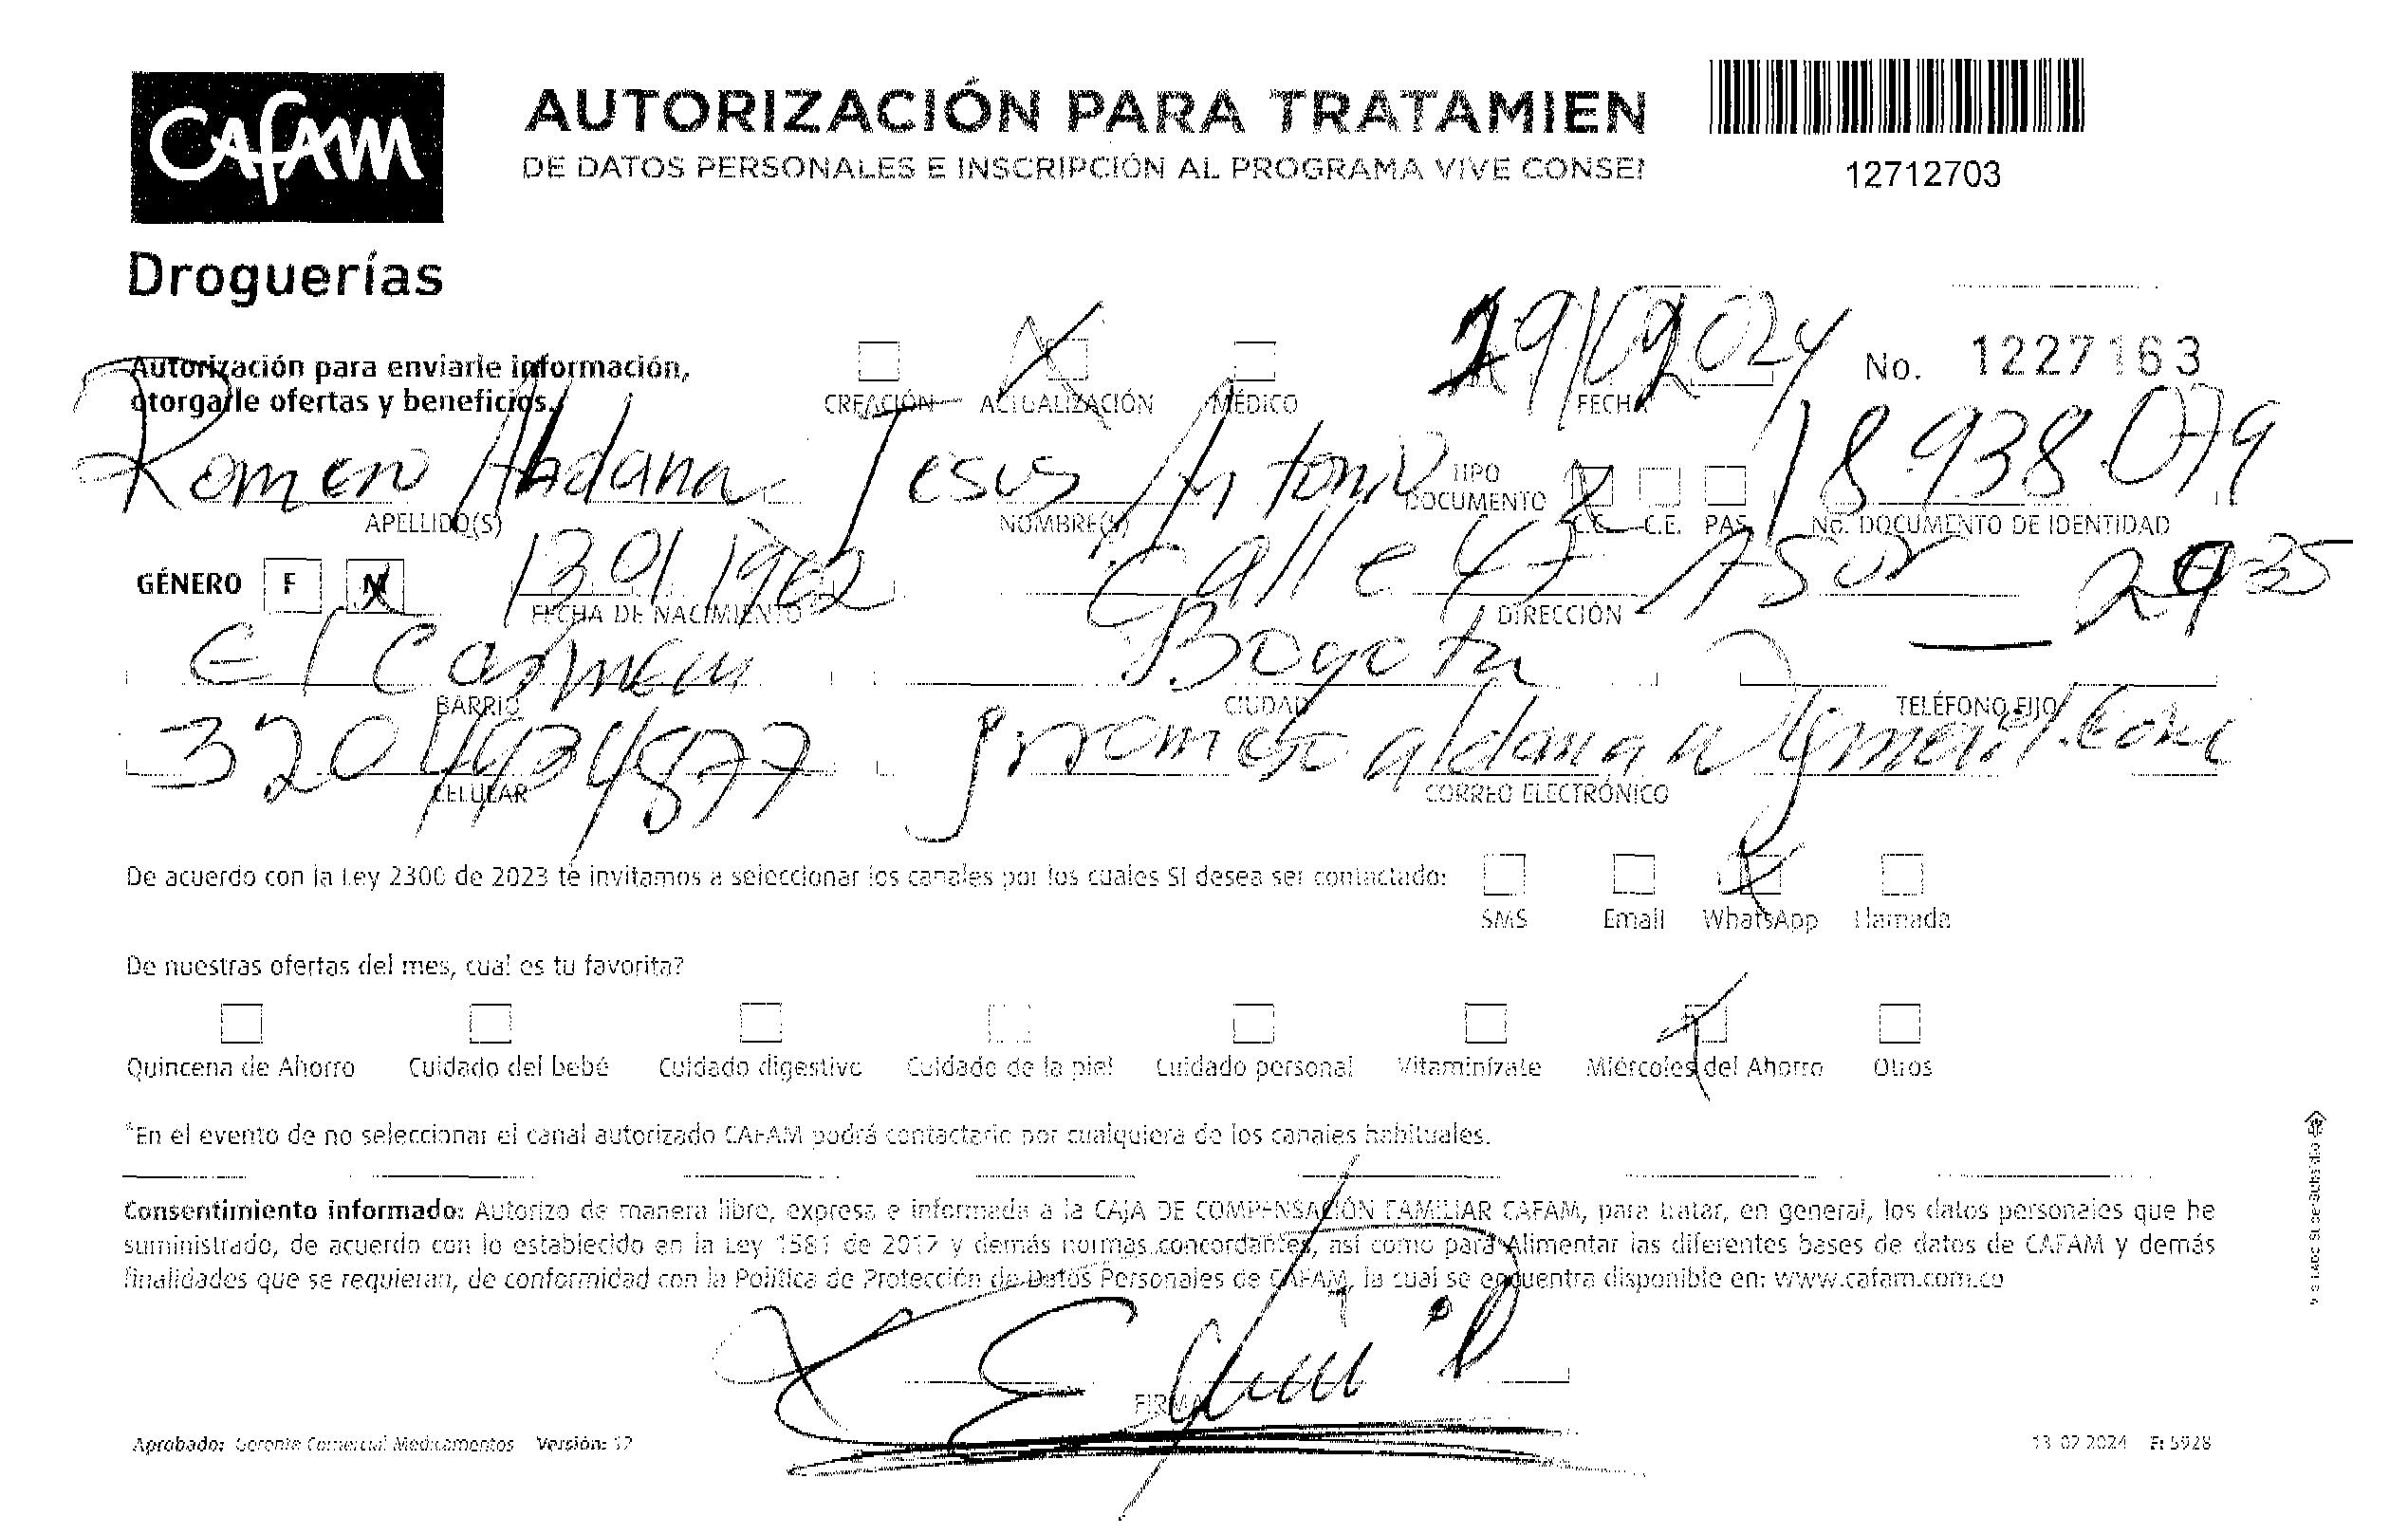 CAFAM
Droguerías
AUTORIZACIÓN PARA TRATAMIEN
DE DATOS PERSONALES E INSCRIPCIÓN AL PROGRAMA VIVE CONSEI
12712703
Autorización para enviarle información,
otorgarle ofertas y beneficios.
CREACIÓN ACTUALIZACIÓN MÉDICO
FECHA
No. 1227163
Romero Aldana Jesus Antonio 18938079
APELLIDO(S) NOMBRE(S) TIPO DOCUMENTO C.C. C.E. PAS. No. DOCUMENTO DE IDENTIDAD
GÉNERO F M 13 01 1962 Calle 47 Sur
FECHA DE NACIMIENTO DIRECCIÓN
El Carmen Bogota
BARRIO CIUDAD TELÉFONO FIJO
CELULAR CORREO ELECTRÓNICO
De acuerdo con la Ley 2300 de 2023 te invitamos a seleccionar los canales por los cuales SI desea ser contactado:
SMS Email WhatsApp Llamada
De nuestras ofertas del mes, cual es tu favorita?
Quincena de Ahorro Cuidado del bebé Cuidado digestivo Cuidado de la piel Cuidado personal Vitaminízate Miércoles del Ahorro Otros
*En el evento de no seleccionar el canal autorizado CAFAM podrá contactarlo por cualquiera de los canales habituales.
Consentimiento informado: Autorizo de manera libre, expresa e informada a la CAJA DE COMPENSACIÓN FAMILIAR CAFAM, para tratar, en general, los datos personales que he
suministrado, de acuerdo con lo establecido en la Ley 1581 de 2012 y demás normas concordantes, así como para Alimentar las diferentes bases de datos de CAFAM y demás
finalidades que se requieran, de conformidad con la Política de Protección de Datos Personales de CAFAM, la cual se encuentra disponible en: www.cafam.com.co
FIRMA
Aprobado: Gerente Comercial Medicamentos Versión: 12
13 02 2024 Ft 5928